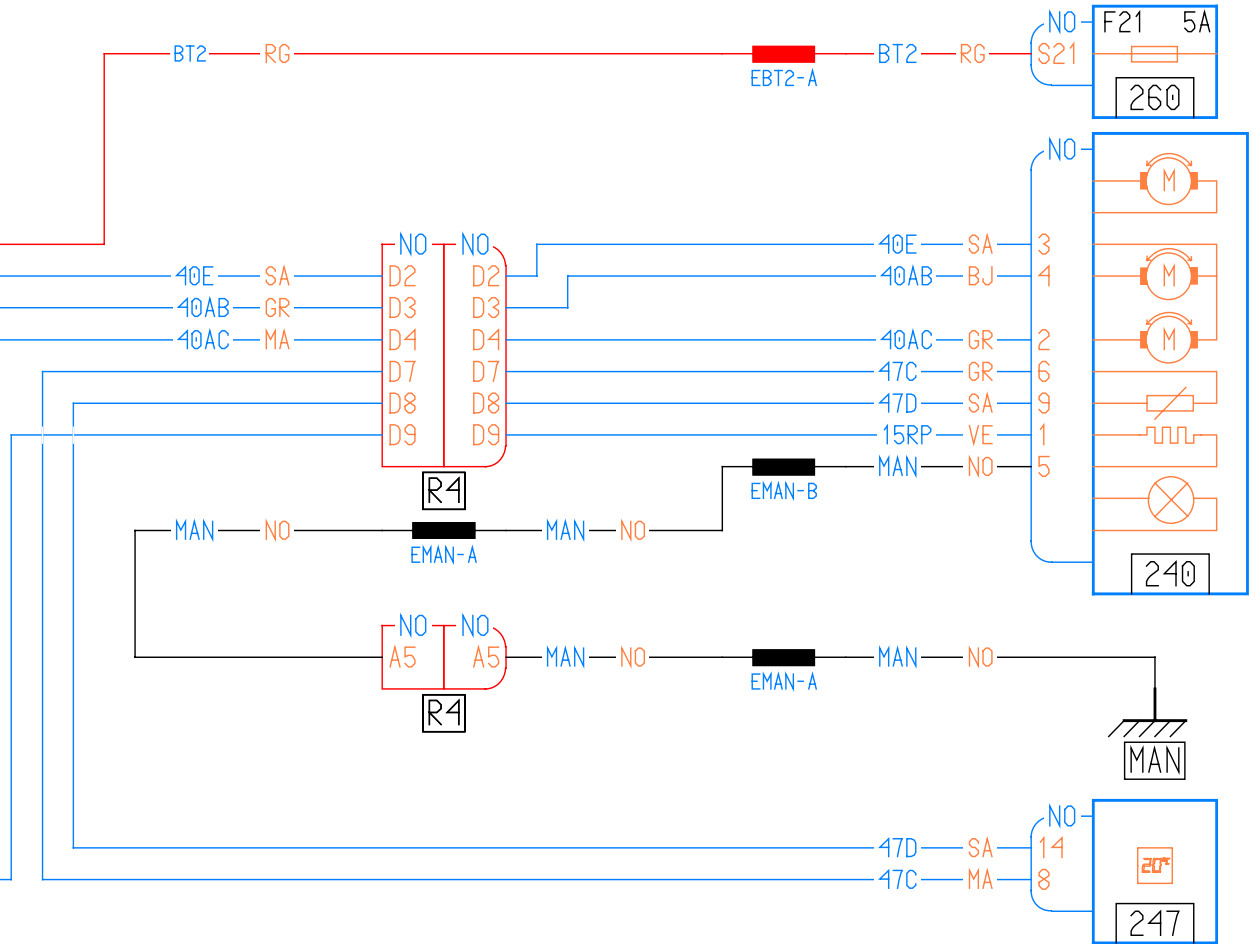 NO F21 5A
BT2 RG EBT2-A BT2 RG S21
260
NO
M
NO NO 40E SA 3 M
40E SA D2 D2 40AB BJ 4
40AB GR D3 D3
40AC MA D4 D4 40AC GR 2 M
D7 D7 47C GR 6
D8 D8 47D SA 9
D9 D9 15RP VE 1
MAN NO 5
R4 EMAN-B
MAN NO EMAN-A MAN NO
240
NO NO
A5 A5 MAN NO EMAN-A MAN NO
R4
MAN
NO
47D SA 14
20°C
47C MA 8
247